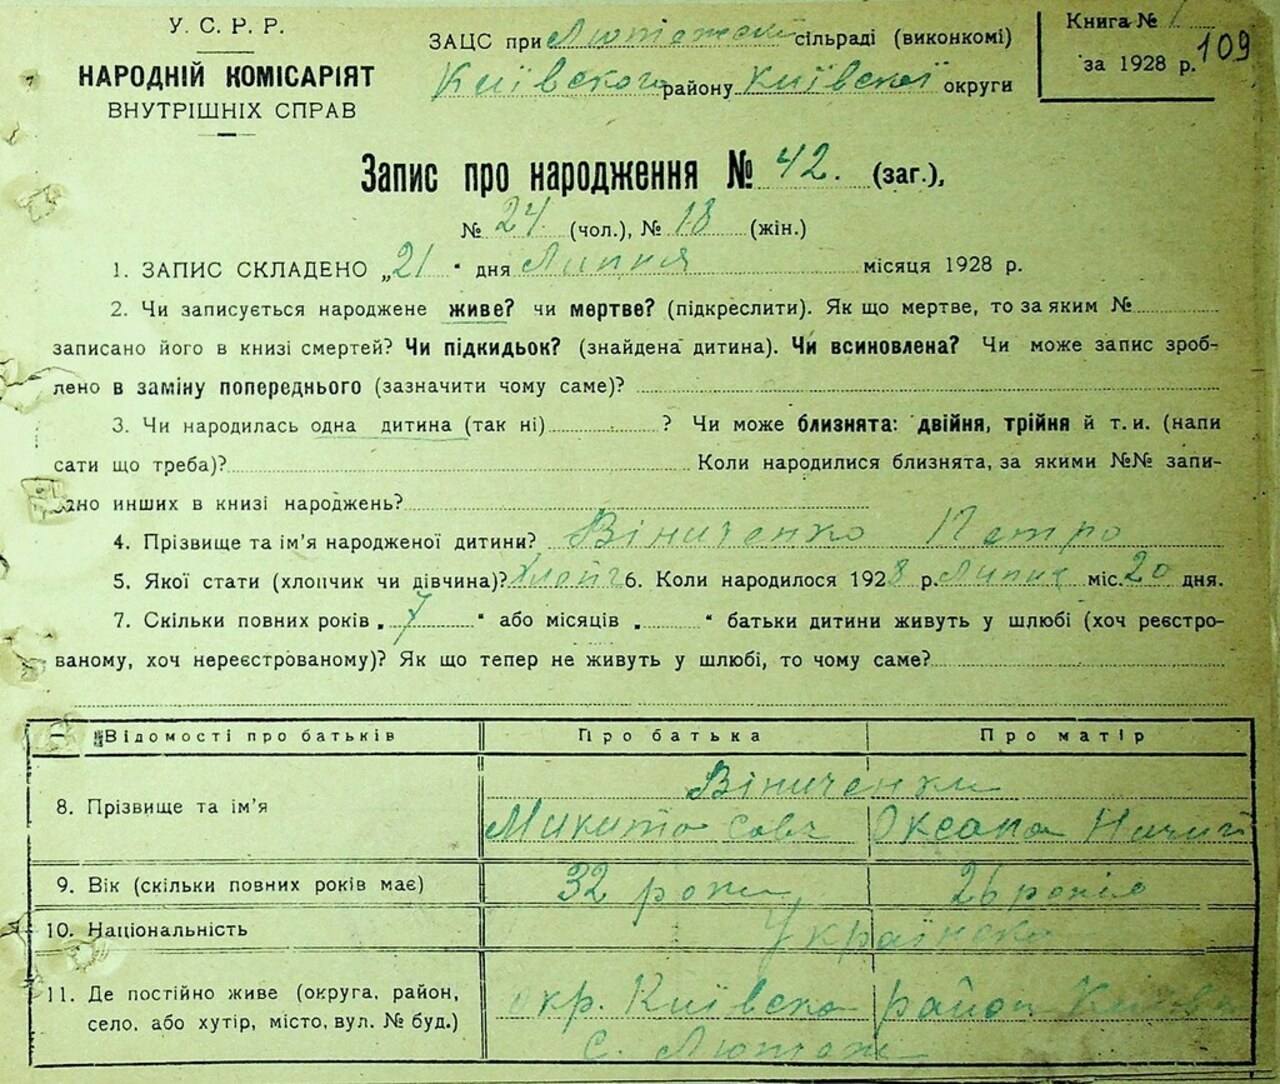 У. С. Р. Р.
НАРОДНІЙ КОМІСАРІЯТ
ВНУТРІШНІХ СПРАВ
ЗАЦС при Лютежській сільраді (виконкомі)
Київского району Київскої округи
Книга № 1
за 1928 р. 109
Запис про народження № 42. (заг.),
№ 24. (чол.), № 18 (жін.)
1. ЗАПИС СКЛАДЕНО „21" дня Липня місяця 1928 р.
2. Чи записується народжене живе? чи мертве? (підкреслити). Як що мертве, то за яким №
записано його в книзі смертей? Чи підкидьок? (знайдена дитина). Чи всиновлена? Чи може запис зроб-
лено в заміну попереднього (зазначити чому саме)?
3. Чи народилась одна дитина (так ні) ? Чи може близнята: двійня, трійня й т. и. (напи
сати що треба)? Коли народилися близнята, за якими №№ запи-
сано инших в книзі народжень?
4. Прізвище та ім'я народженої дитини? Віниченко Петро
5. Якої стати (хлопчик чи дівчина)? 6. Коли народилося 1928 р. Липня міс. 20 дня.
7. Скільки повних років „ 7 " або місяців „ " батьки дитини живуть у шлюбі (хоч реєстро-
ваному, хоч нереєстрованому)? Як що тепер не живуть у шлюбі, то чому саме?
Відомості про батьків Про батька Про матір
8. Прізвище та ім'я Віниченки
Микита Оксана
9. Вік (скільки повних років має) 32 роки 26 років
10. Національність Українска
11. Де постійно живе (округа, район, окр. Київска район
село, або хутір, місто, вул. № буд.) с. Лютеж